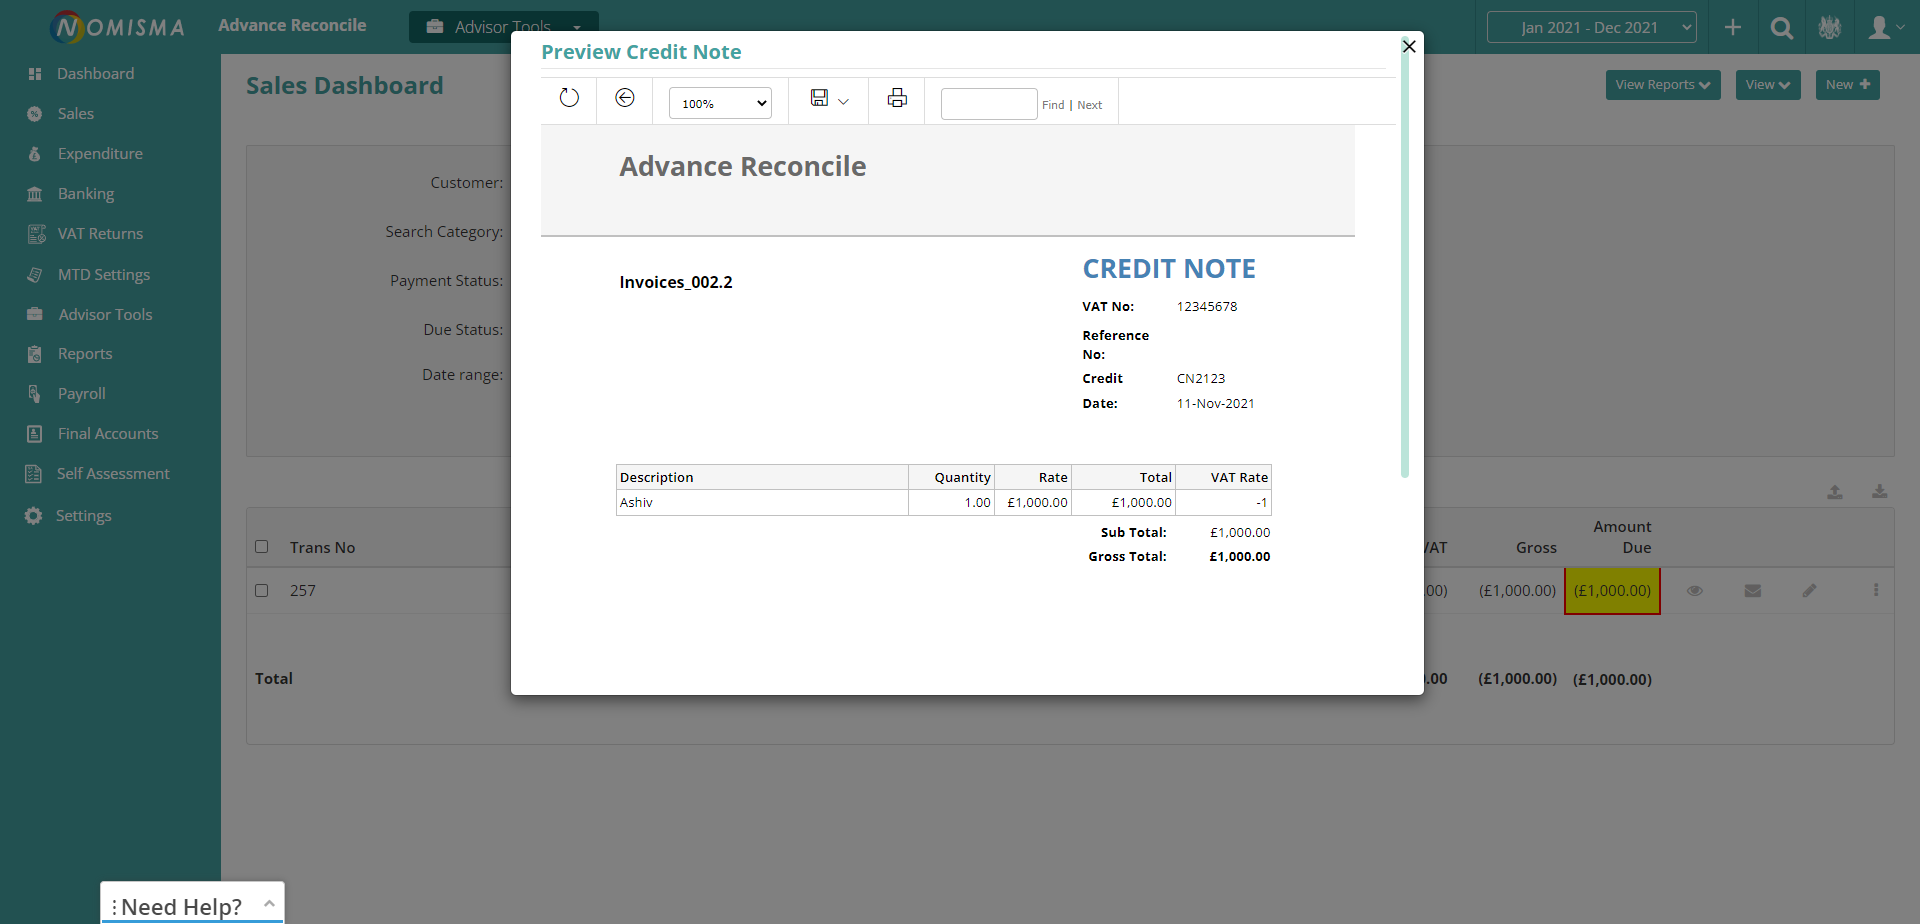 NOMISMA
Advance Reconcile
Advisor Tools
Jan 2021 - Dec 2021
Dashboard
Sales
Expenditure
Banking
VAT Returns
MTD Settings
Advisor Tools
Reports
Payroll
Final Accounts
Self Assessment
Settings
Sales Dashboard
View Reports
View
New
Customer:
Search Category:
Payment Status:
Due Status:
Date range:
Preview Credit Note
100%
Find | Next
Advance Reconcile
Invoices_002.2
CREDIT NOTE
VAT No: 12345678
Reference
No:
Credit CN2123
Date: 11-Nov-2021
Description Quantity Rate Total VAT Rate
Ashiv 1.00 £1,000.00 £1,000.00 -1
Sub Total: £1,000.00
Gross Total: £1,000.00
Trans No Gross Amount
Due
257 (£1,000.00) (£1,000.00)
Total (£1,000.00) (£1,000.00)
Need Help?